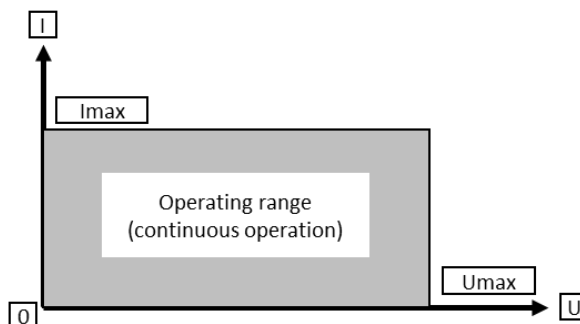 I
Imax
Operating range
(continuous operation)
Umax
0
U